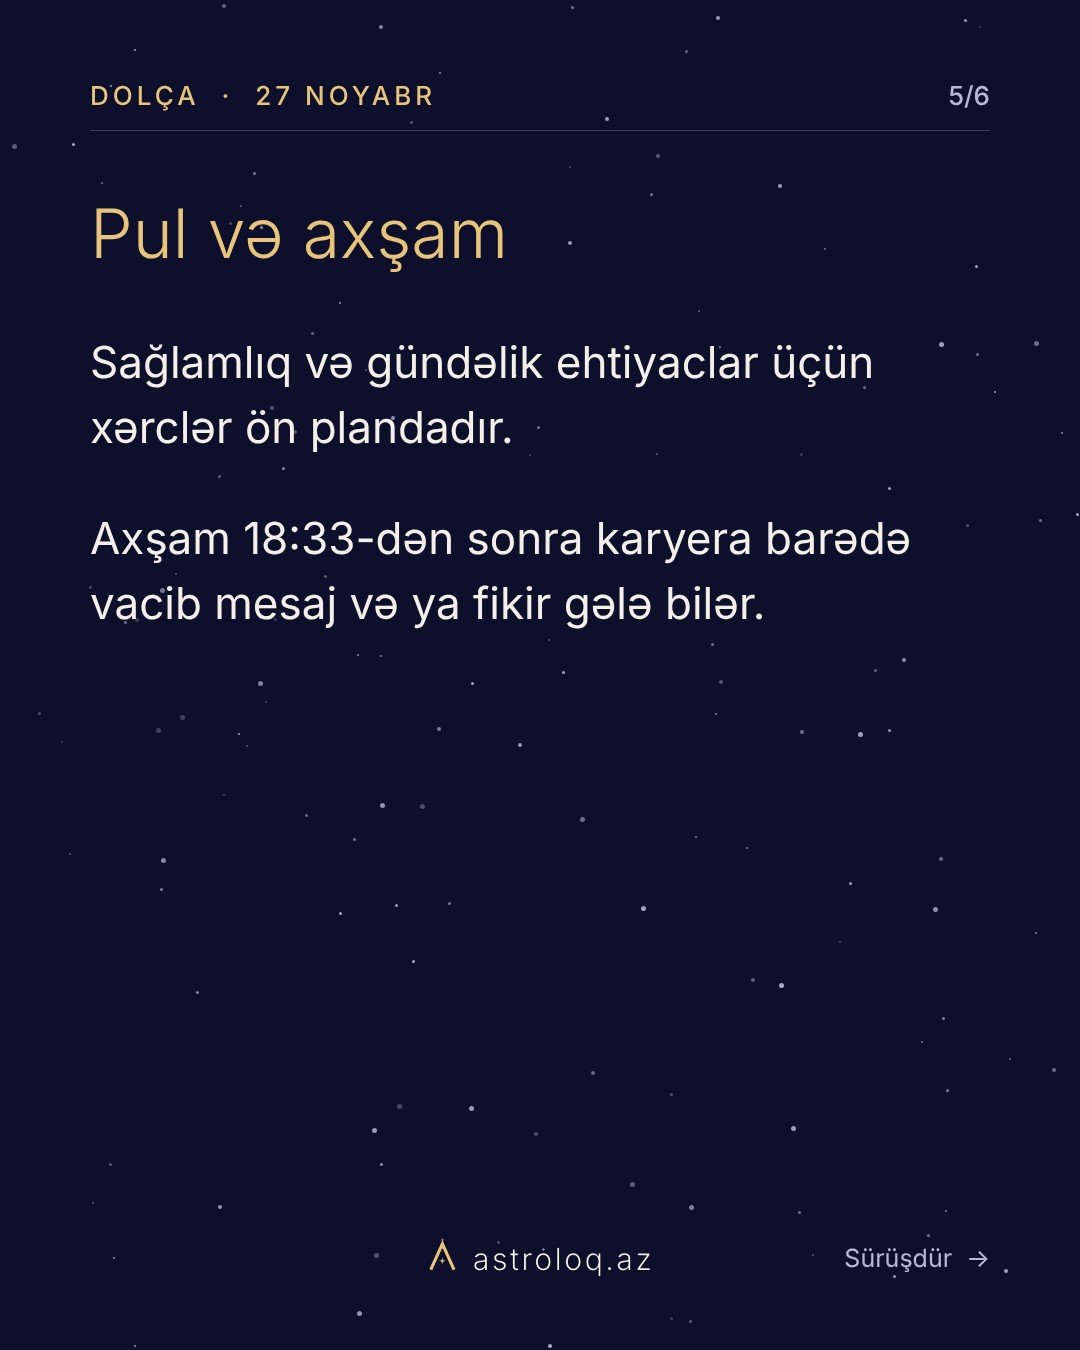 DOLÇA · 27 NOYABR 5/6
Pul və axşam
Sağlamlıq və gündəlik ehtiyaclar üçün
xərclər ön plandadır.
Axşam 18:33-dən sonra karyera barədə
vacib mesaj və ya fikir gələ bilər.
astroloq.az Sürüşdür →